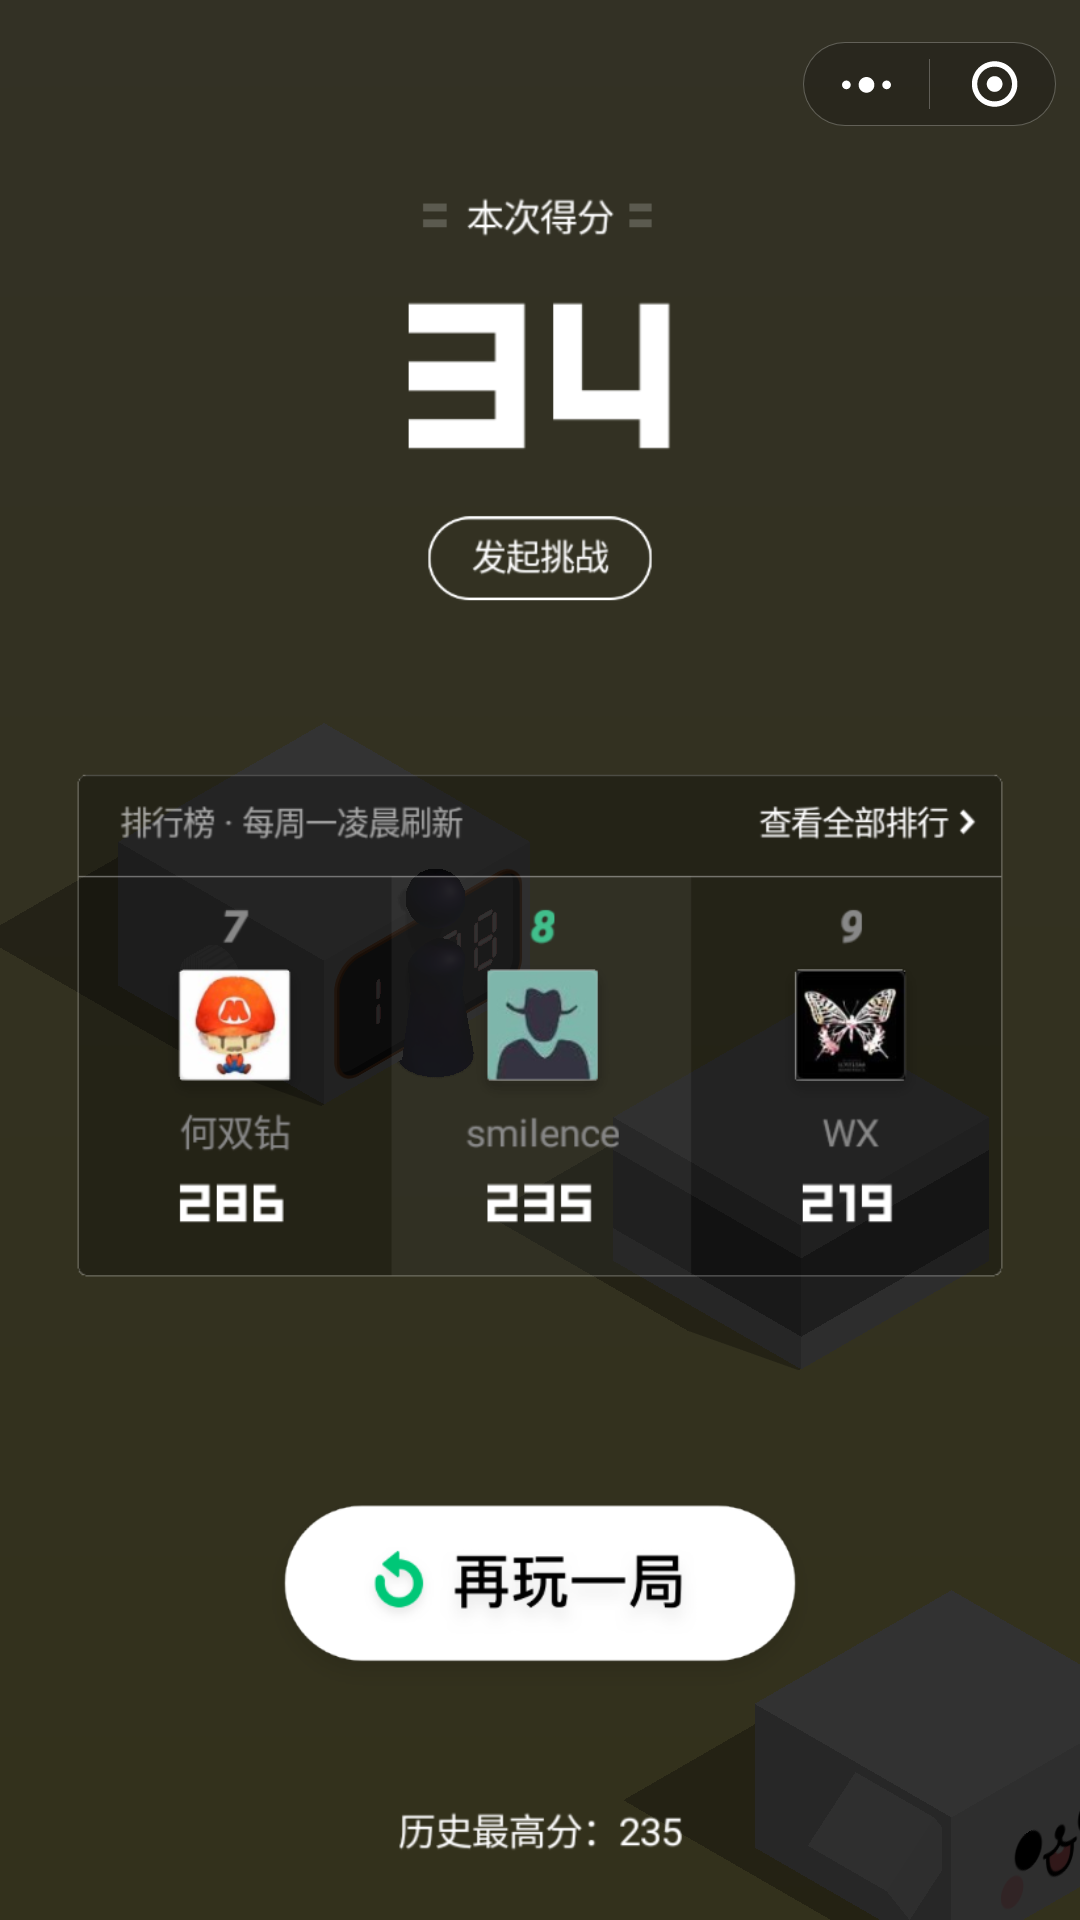 本次得分
34
发起挑战
排行榜 · 每周一凌晨刷新 查看全部排行
7 8 9
何双钻 smilence WX
286 235 219
再玩一局
历史最高分：235